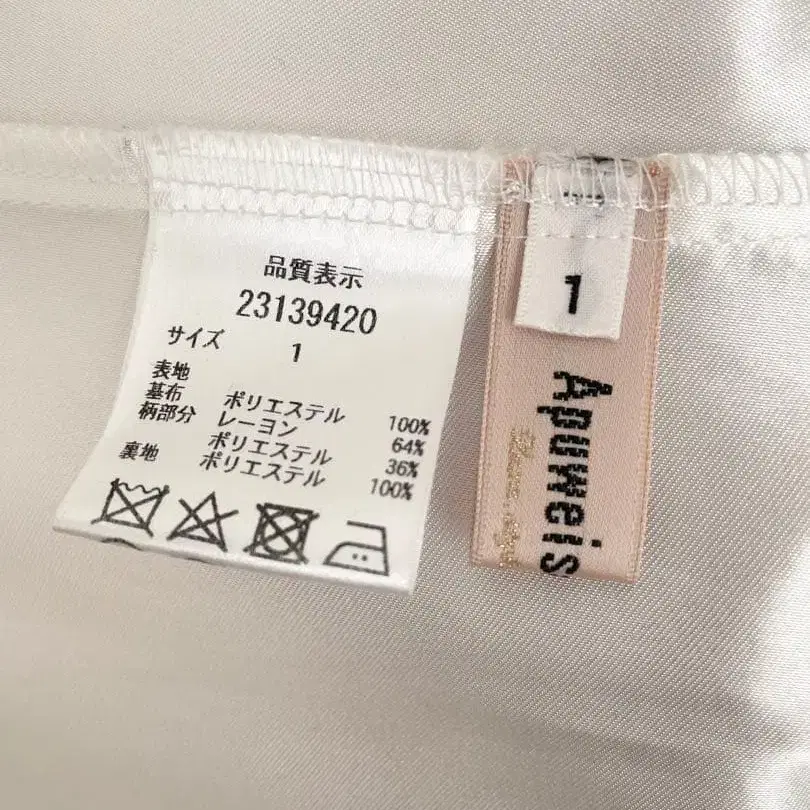 品質表示
23139420
サイズ 1
表地
基布 ポリエステル 100%
柄部分 レーヨン 64%
ポリエステル 36%
裏地 ポリエステル 100%
1
Apuweis